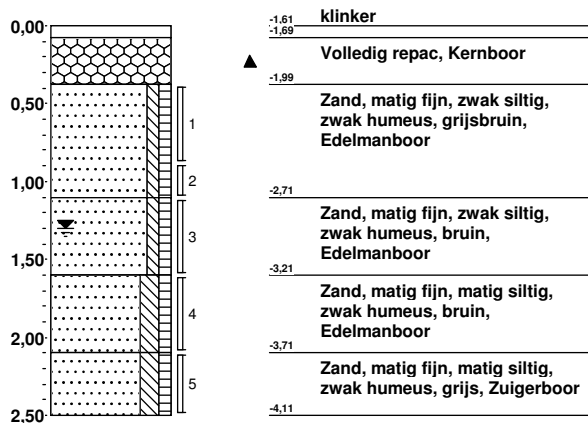 0,00
0,50
1,00
1,50
2,00
2,50
1
2
3
4
5
-1,61
klinker
-1,69
Volledig repac, Kernboor
-1,99
Zand, matig fijn, zwak siltig,
zwak humeus, grijsbruin,
Edelmanboor
-2,71
Zand, matig fijn, zwak siltig,
zwak humeus, bruin,
Edelmanboor
-3,21
Zand, matig fijn, matig siltig,
zwak humeus, bruin,
Edelmanboor
-3,71
Zand, matig fijn, matig siltig,
zwak humeus, grijs, Zuigerboor
-4,11